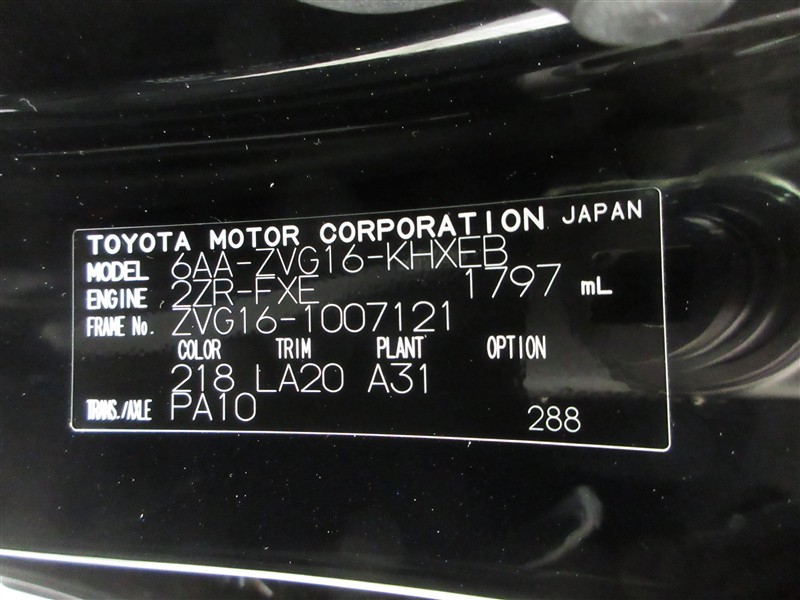 TOYOTA MOTOR CORPORATION JAPAN
MODEL 6AA-ZVG16-KHXEB
ENGINE 2ZR-FXE 1797 mL
FRAME No. ZVG16-1007121
COLOR TRIM PLANT OPTION
218 LA20 A31
TRANS./AXLE PA10 288